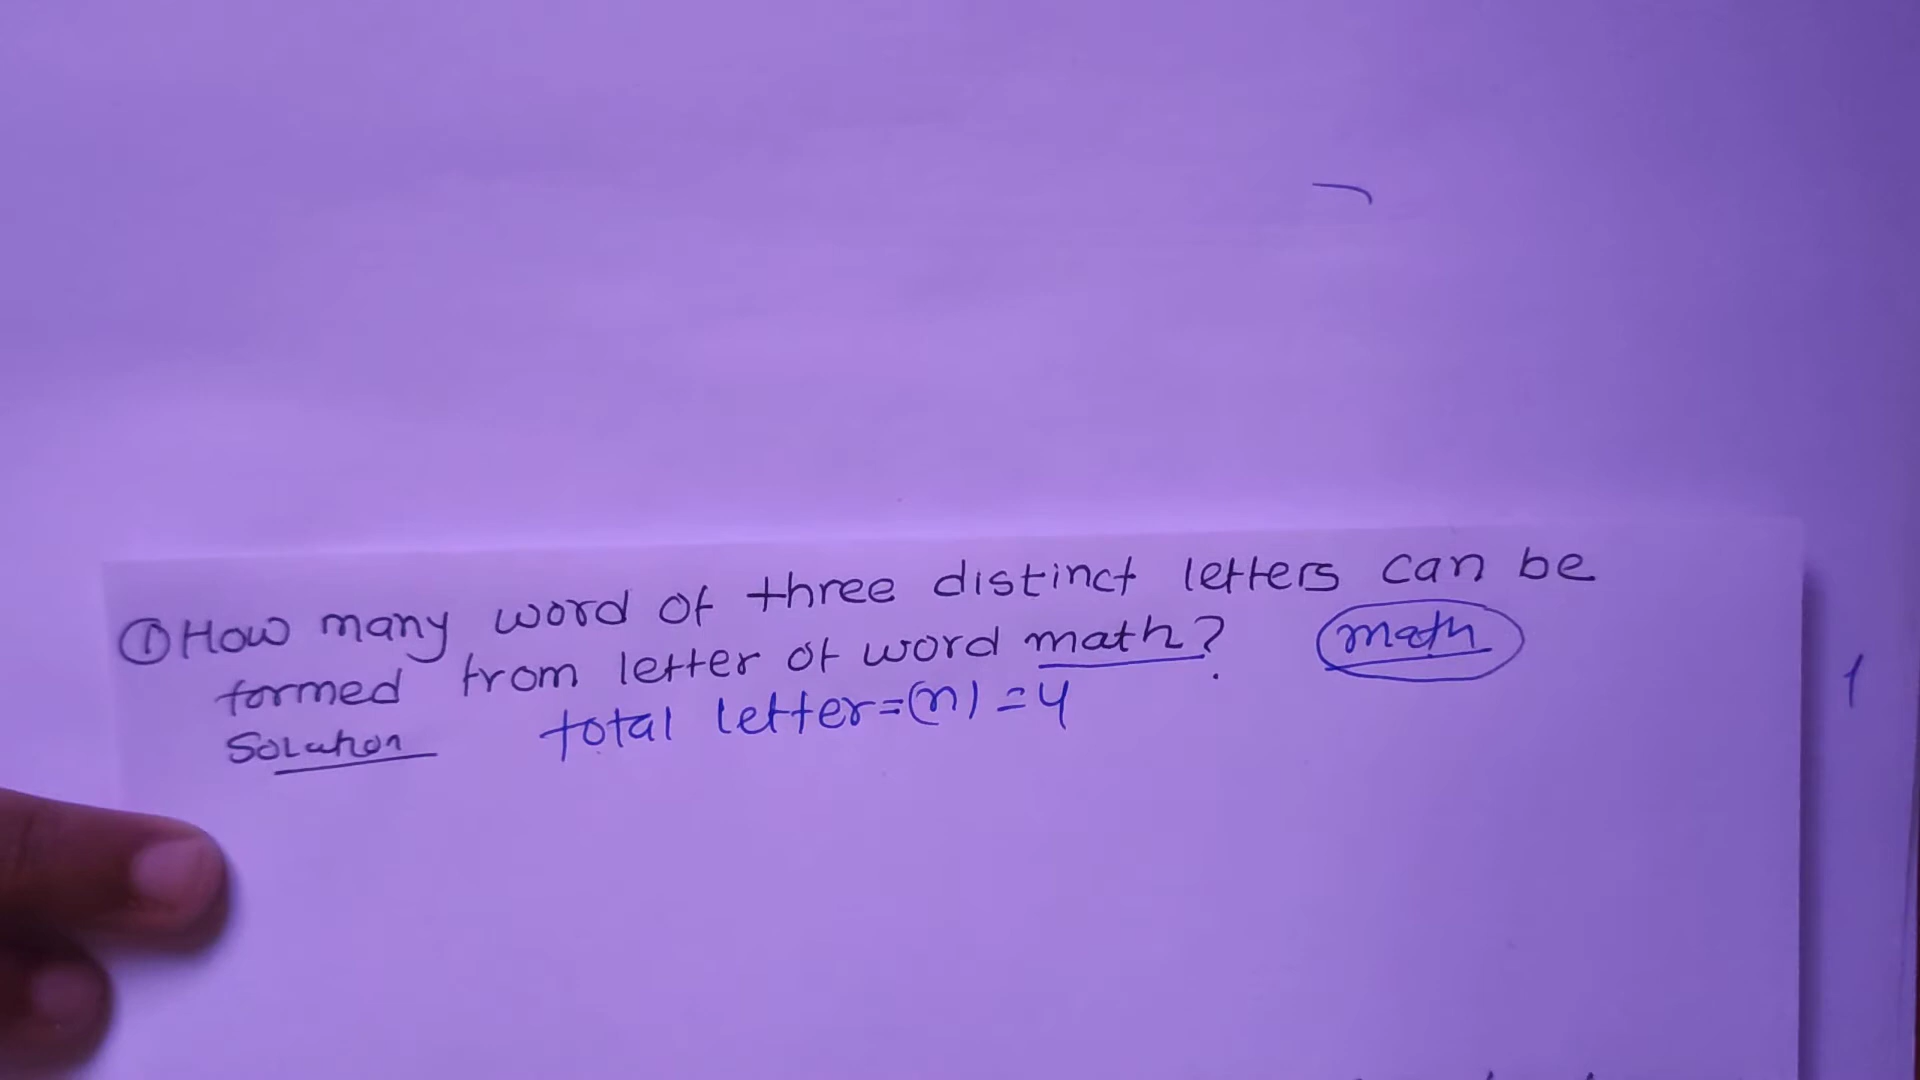 ① How many word of three distinct letters can be
formed from letter of word math? math
Solution total letter=(n) = 4